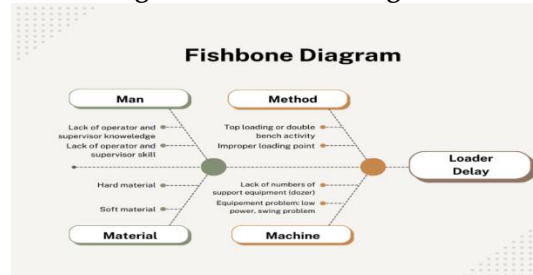 Fishbone Diagram
Man
Method
Lack of operator and
supervisor knoweledge
Lack of operator and
supervisor skill
Top loading or double
bench activity
Improper loading point
Loader
Delay
Hard material
Soft material
Lack of numbers of
support equipment (dozer)
Equipement problem: low
power, swing problem
Material
Machine